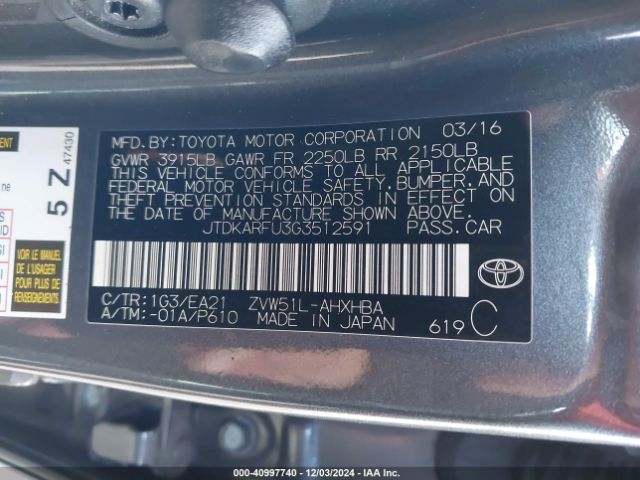 MFD.BY:TOYOTA MOTOR CORPORATION 03/16
GVWR 3915LB GAWR FR 2250LB RR 2150LB
THIS VEHICLE CONFORMS TO ALL APPLICABLE
FEDERAL MOTOR VEHICLE SAFETY,BUMPER,AND
THEFT PREVENTION STANDARDS IN EFFECT ON
THE DATE OF MANUFACTURE SHOWN ABOVE.
JTDKARFU3G3512591 PASS.CAR
C/TR:1G3/EA21 ZVW51L-AHXHBA
A/TM:-01A/P610 MADE IN JAPAN 619 C
5 Z 47430
ne
VOIR LE MANUEL
DE L'USAGER
POUR PLUS DE
000-40997740 - 12/03/2024 - IAA Inc.